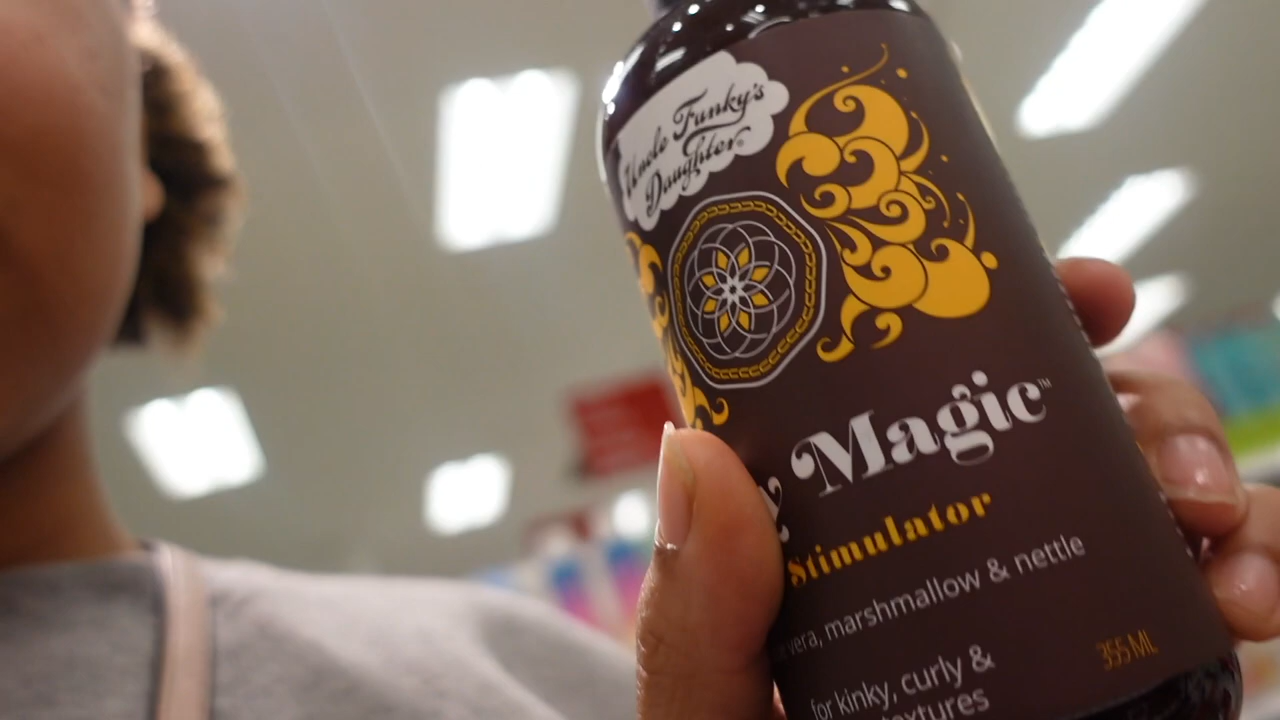 Uncle Funky's
Daughter®
y Magic™
Stimulator
vera, marshmallow & nettle
for kinky, curly &
textures
355 ML